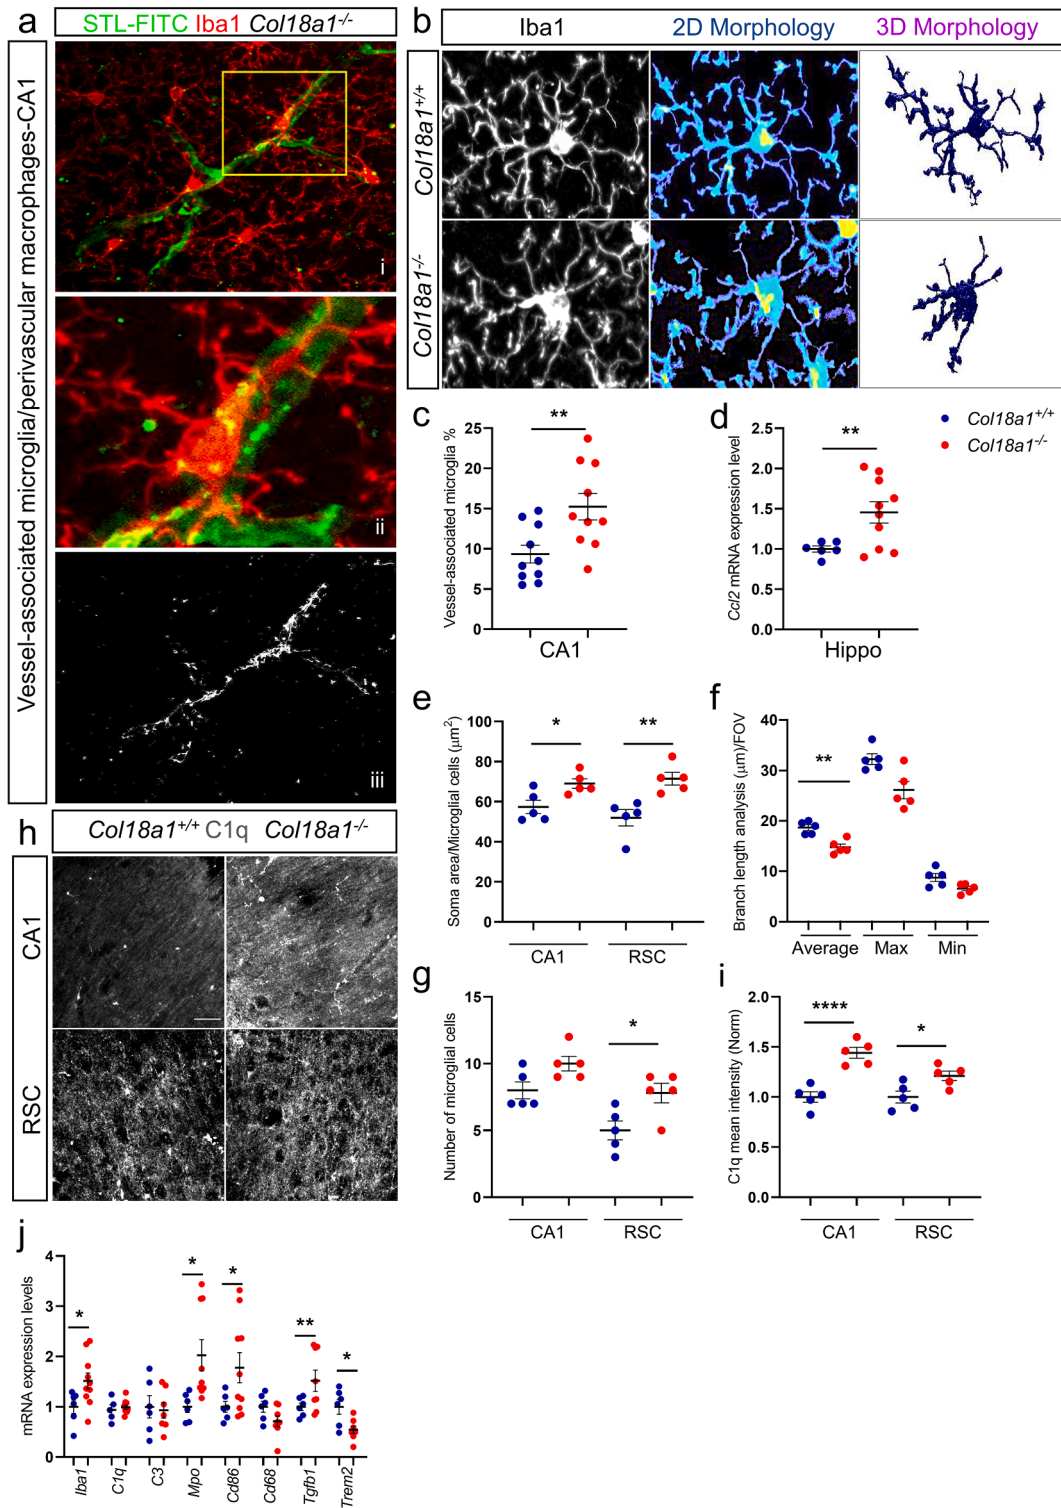 a
STL-FITC Iba1 Col18a1-/-
Vessel-associated microglia/perivascular macrophages-CA1
i
ii
iii
b
Iba1 2D Morphology 3D Morphology
Col18a1+/+
Col18a1-/-
c
**
Vessel-associated microglia %
25
20
15
10
5
0
CA1
d
**
Ccl2 mRNA expression level
2.5
2.0
1.5
1.0
0.5
0.0
Hippo
Col18a1+/+
Col18a1-/-
e
* **
Soma area/Microglial cells (μm2)
100
80
60
40
20
0
CA1 RSC
f
**
Branch length analysis (μm)/FOV
40
30
20
10
0
Average Max Min
h
Col18a1+/+ C1q Col18a1-/-
CA1
RSC
g
*
Number of microglial cells
15
10
5
0
CA1 RSC
i
**** *
C1q mean intensity (Norm)
2.0
1.5
1.0
0.5
0.0
CA1 RSC
j
* * * ** *
mRNA expression levels
4
3
2
1
0
Iba1 C1q C3 Mpo Cd86 Cd68 Tgfb1 Trem2